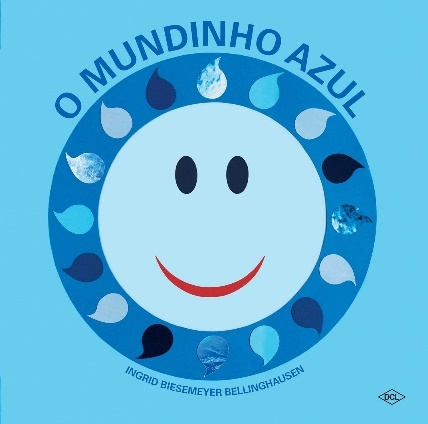 O MUNDINHO AZUL
INGRID BIESEMEYER BELLINGHAUSEN
DCL